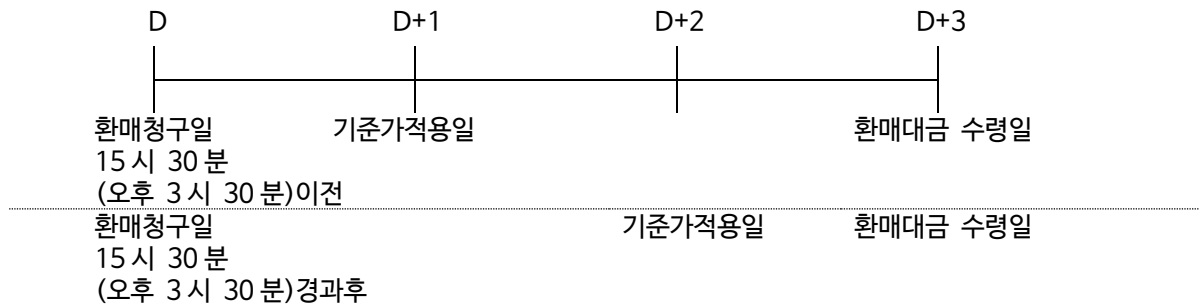 D D+1 D+2 D+3
환매청구일 기준가적용일 환매대금 수령일
15 시 30 분
(오후 3 시 30 분)이전
환매청구일 기준가적용일 환매대금 수령일
15 시 30 분
(오후 3 시 30 분)경과후